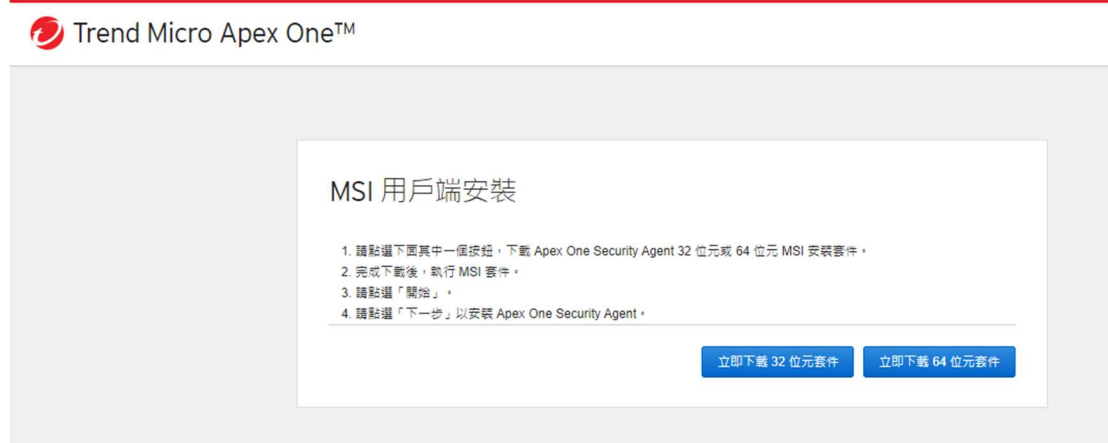 Trend Micro Apex One™
MSI 用戶端安裝
1. 請點選下面其中一個按鈕，下載 Apex One Security Agent 32 位元或 64 位元 MSI 安裝套件。
2. 完成下載後，執行 MSI 套件。
3. 請點選「開始」。
4. 請點選「下一步」以安裝 Apex One Security Agent。
立即下載 32 位元套件
立即下載 64 位元套件